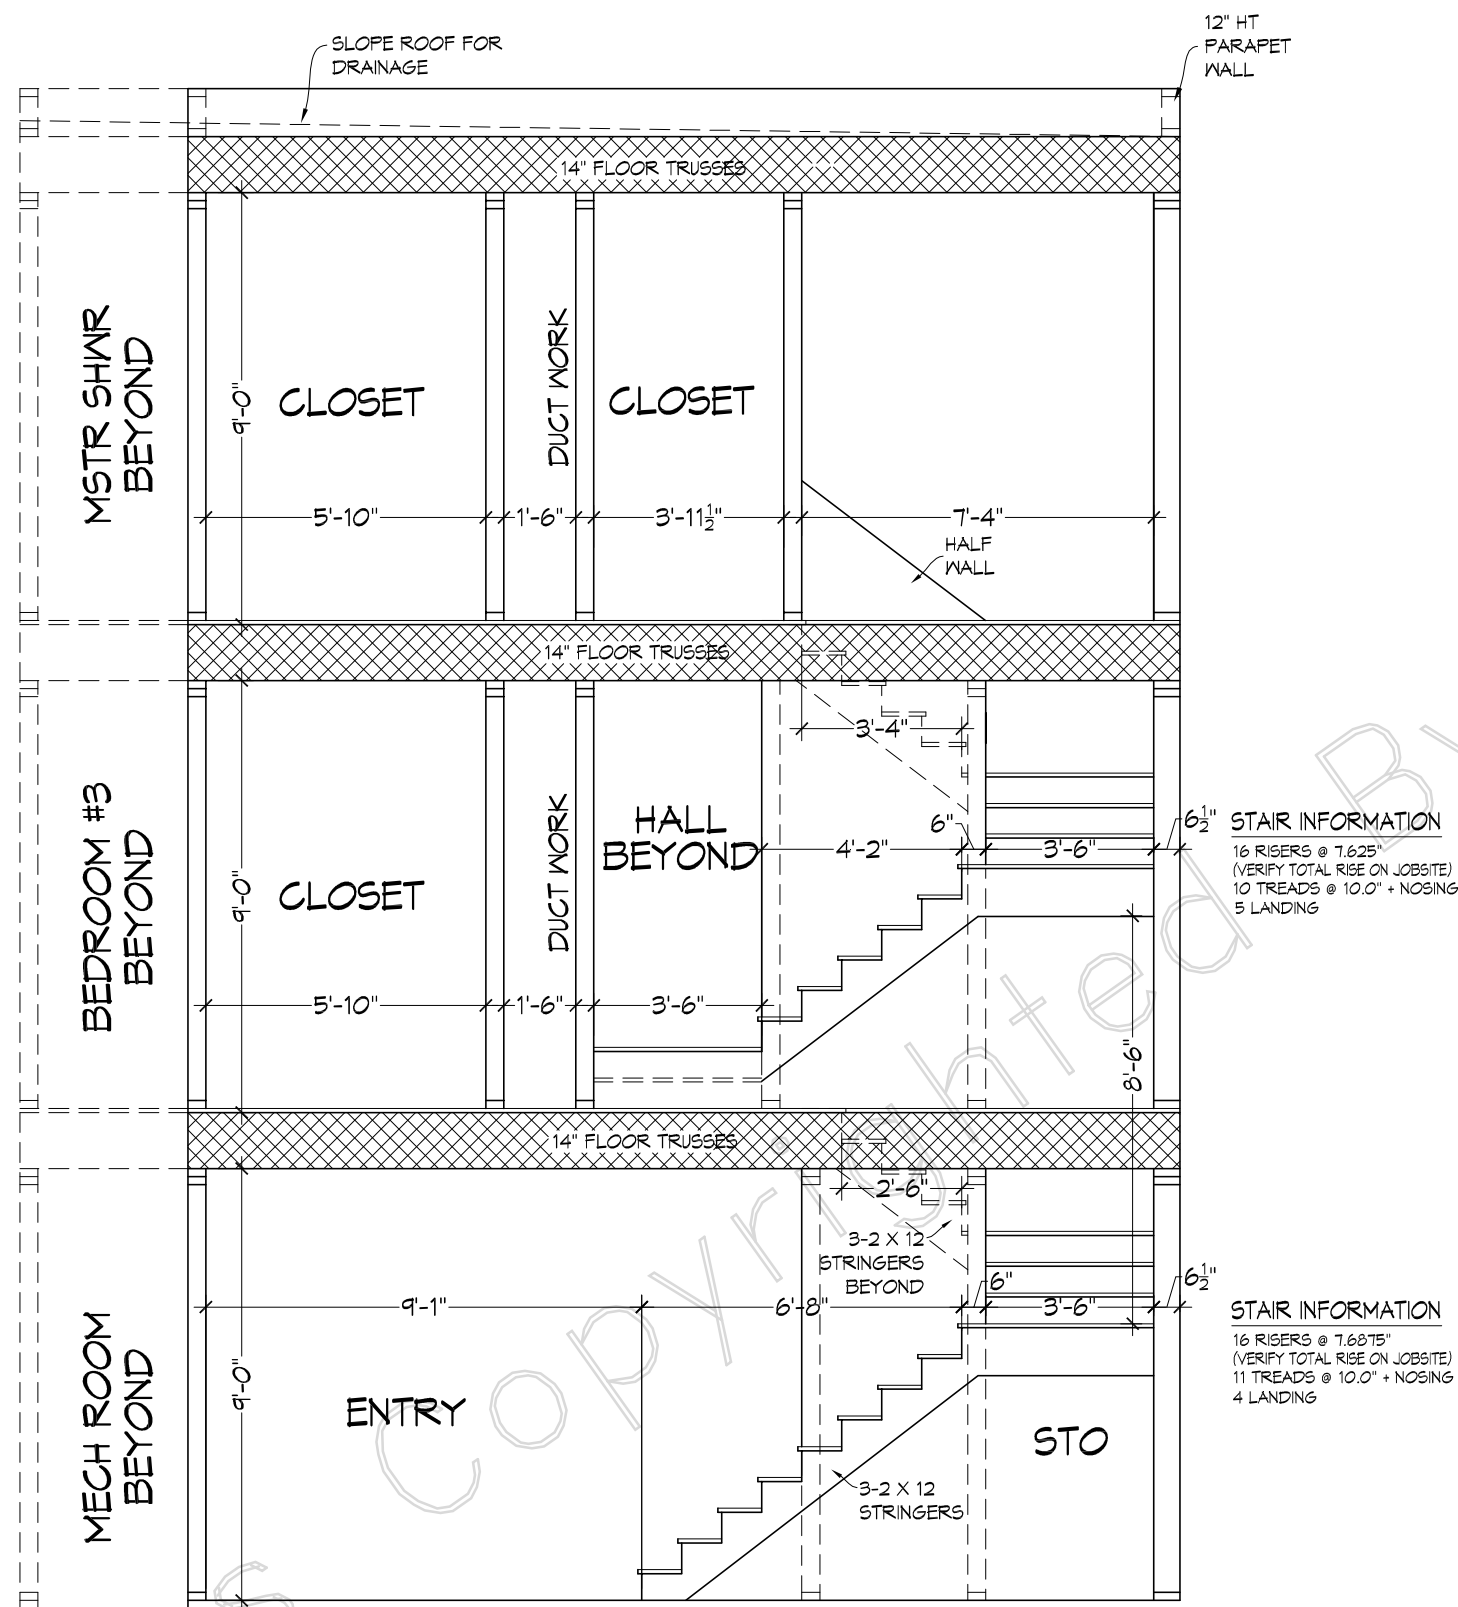 12" HT
PARAPET
WALL
SLOPE ROOF FOR
DRAINAGE
14" FLOOR TRUSSES
MSTR SHWR
BEYOND
9'-0"
CLOSET
DUCT WORK
CLOSET
5'-10"
1'-6"
3'-11½"
7'-4"
HALF
WALL
14" FLOOR TRUSSES
3'-4"
BEDROOM #3
BEYOND
9'-0"
CLOSET
DUCT WORK
HALL
BEYOND
4'-2"
6"
3'-6"
6½"
STAIR INFORMATION
16 RISERS @ 7.625"
(VERIFY TOTAL RISE ON JOBSITE)
10 TREADS @ 10.0" + NOSING
5 LANDING
5'-10"
1'-6"
3'-6"
8'-6"
14" FLOOR TRUSSES
2'-6"
3-2 X 12
STRINGERS
BEYOND
MECH ROOM
BEYOND
9'-0"
9'-1"
6'-8"
6"
3'-6"
6½"
STAIR INFORMATION
16 RISERS @ 7.6875"
(VERIFY TOTAL RISE ON JOBSITE)
11 TREADS @ 10.0" + NOSING
4 LANDING
ENTRY
STO
3-2 X 12
STRINGERS
Copyrighted By